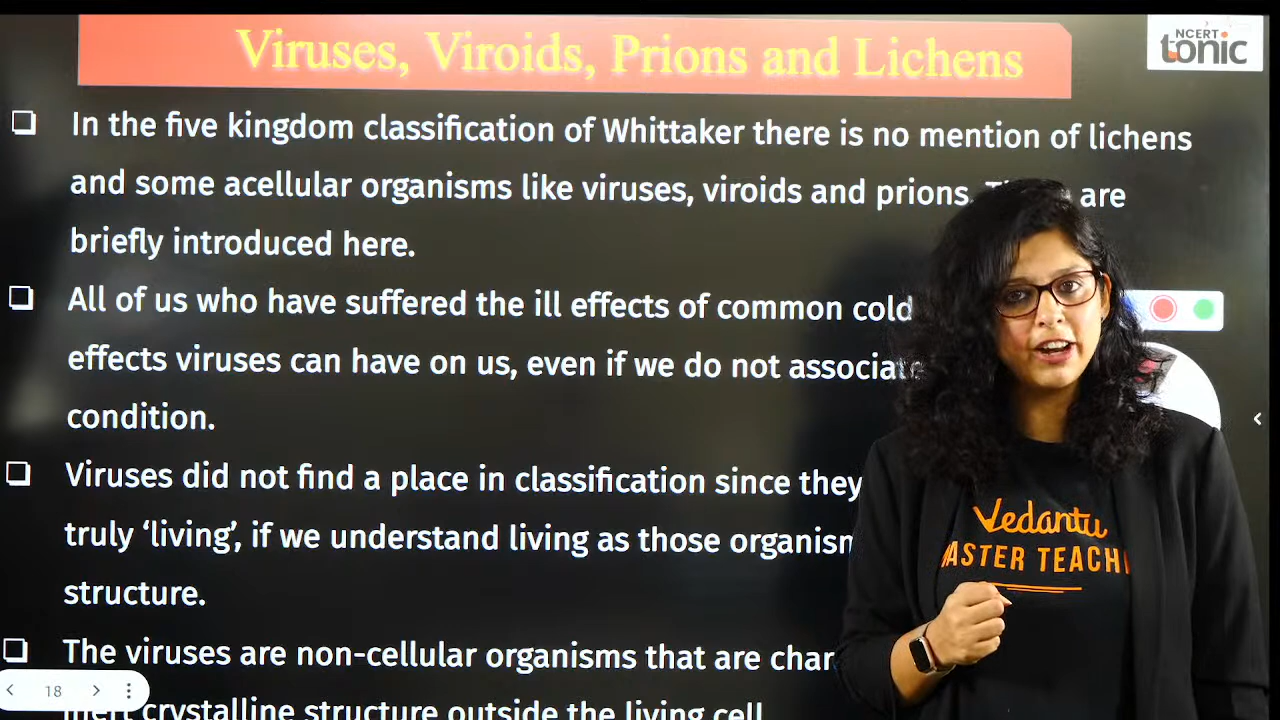 Viruses, Viroids, Prions and Lichens
NCERT
tonic
❑ In the five kingdom classification of Whittaker there is no mention of lichens
and some acellular organisms like viruses, viroids and prions. are
briefly introduced here.
❑ All of us who have suffered the ill effects of common cold
effects viruses can have on us, even if we do not associate
condition.
❑ Viruses did not find a place in classification since they
truly ‘living’, if we understand living as those organism
structure.
❑ The viruses are non-cellular organisms that are char
inert crystalline structure outside the living cell.
Vedantu
ASTER TEACH
18